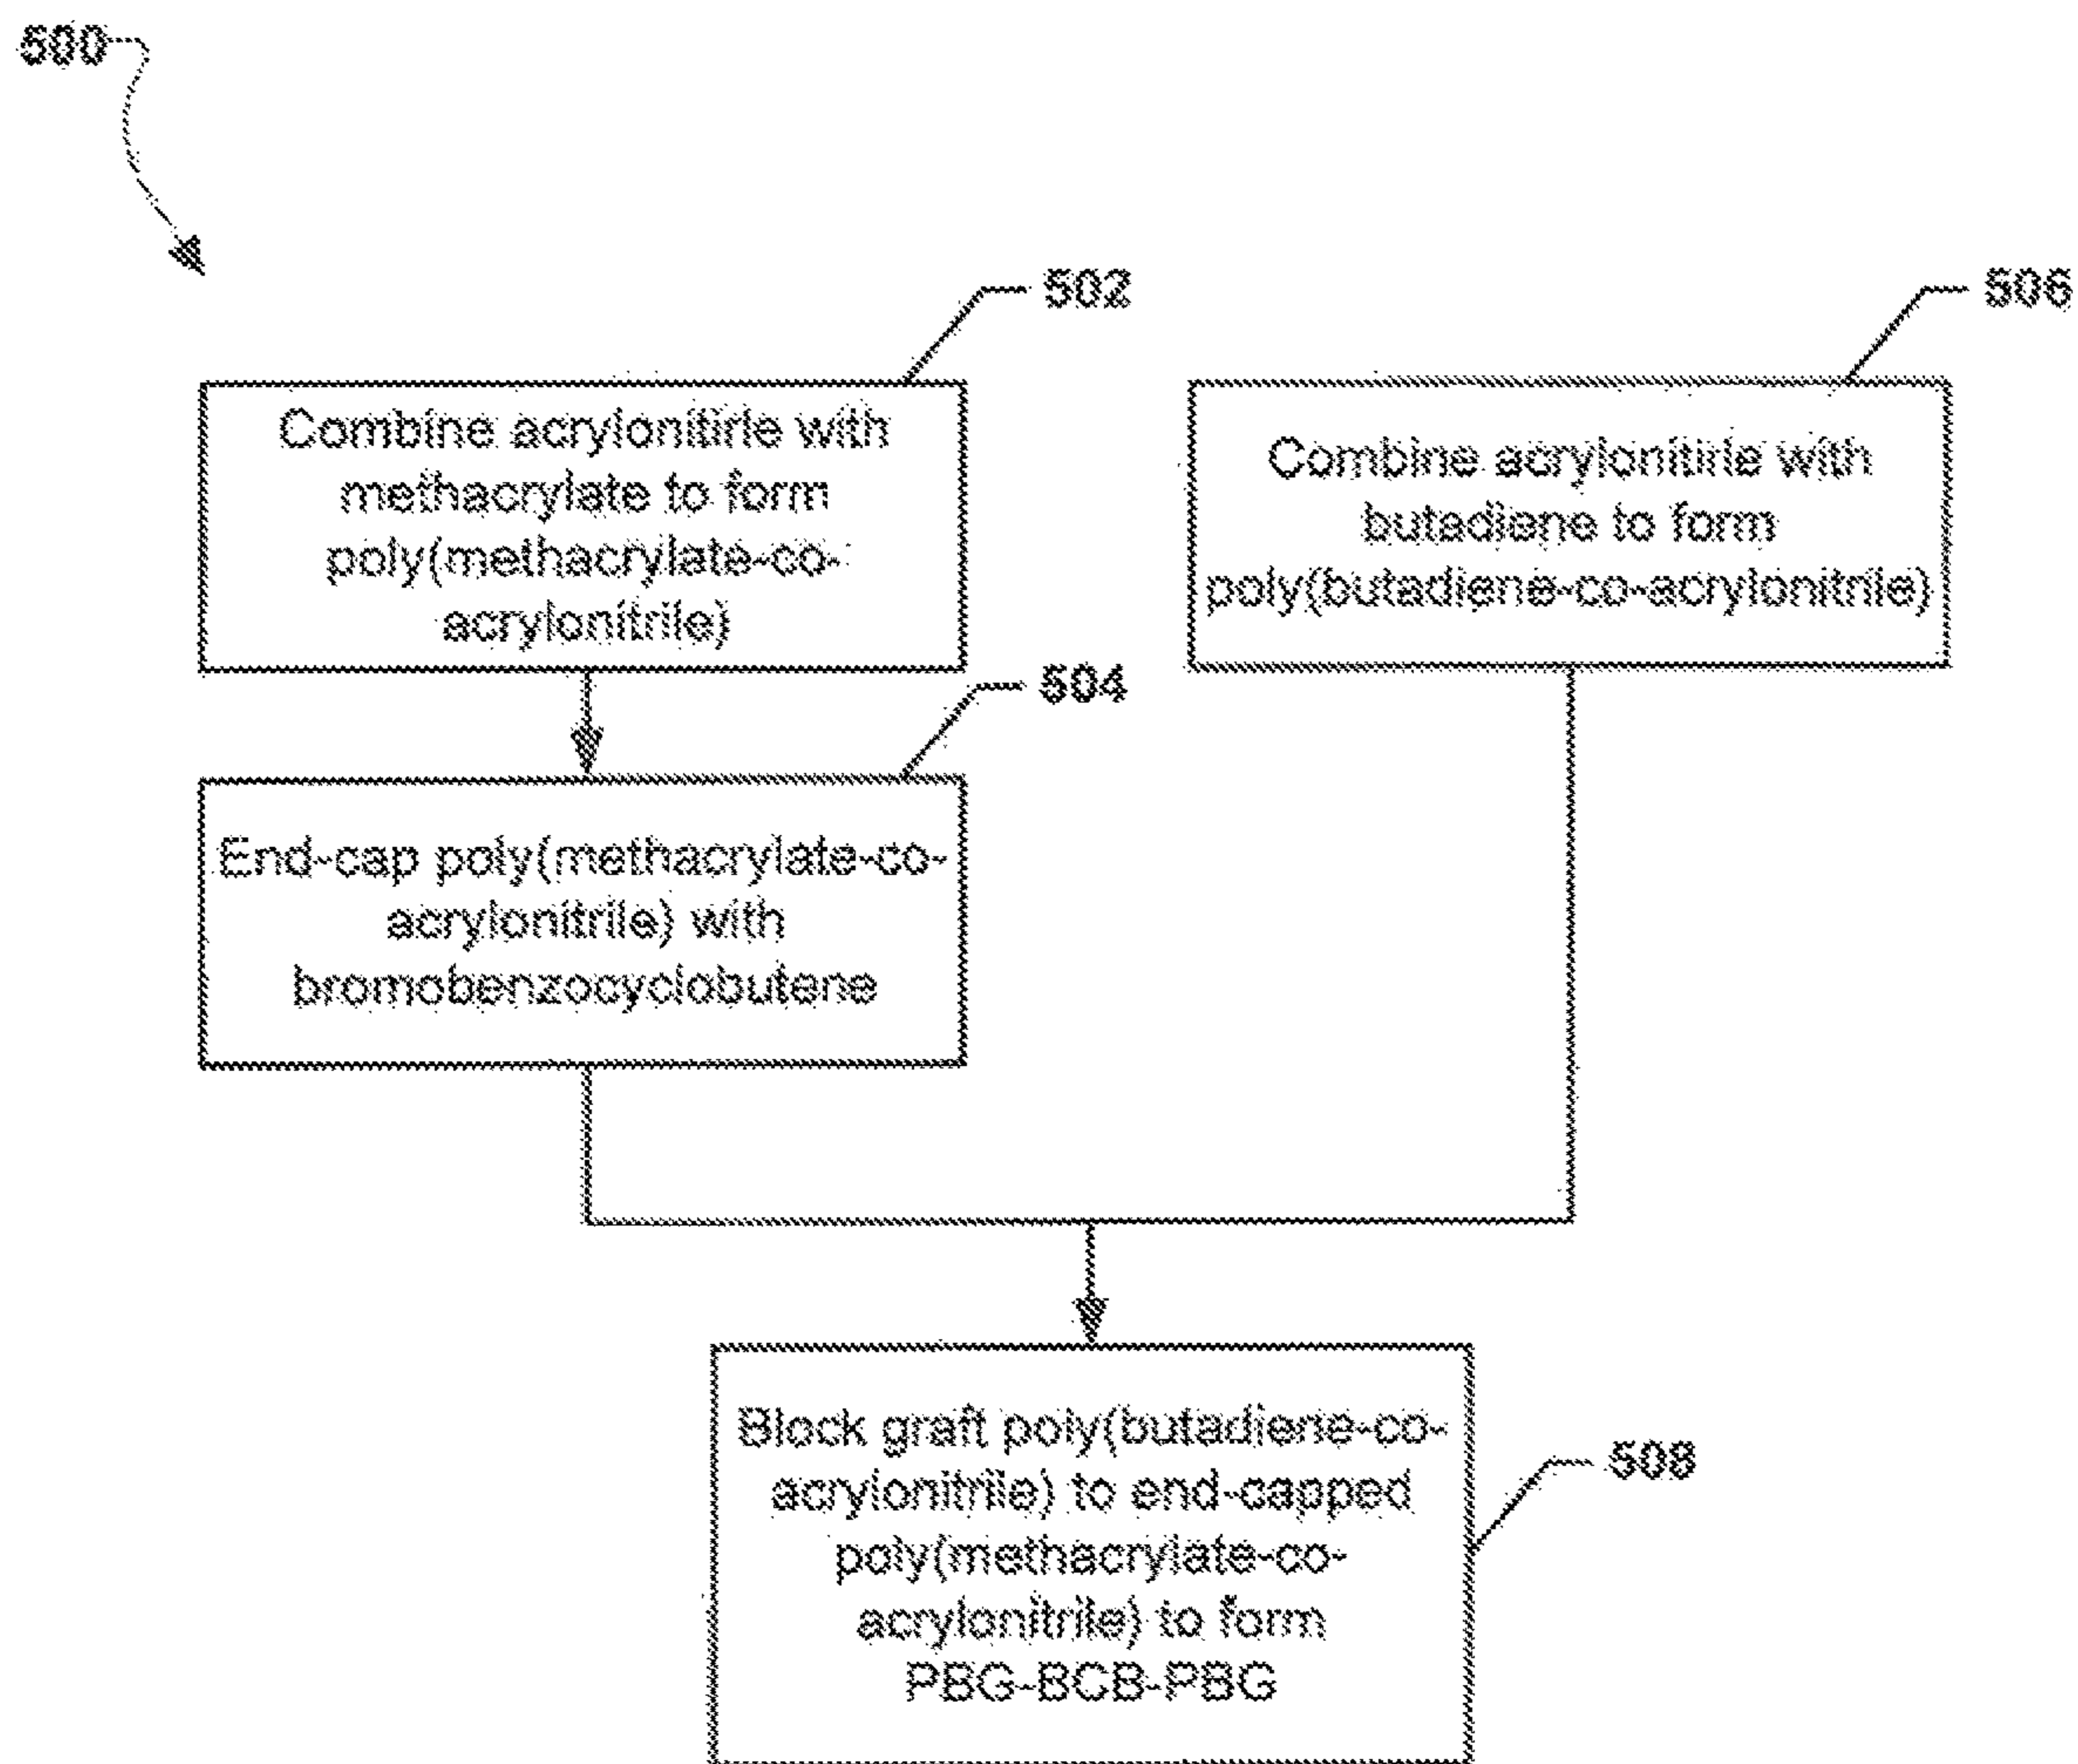 500
502
506
Combine acrylonitirle with
methacrylate to form
poly(methacrylate-co-
acrylonitrile)
Combine acrylonitirle with
butadiene to form
poly(butadiene-co-acrylonitrile)
504
End-cap poly(methacrylate-co-
acrylonitrile) with
bromobenzocyclobutene
Block graft poly(butadiene-co-
acrylonitrile) to end-capped
poly(methacrylate-co-
acrylonitrile) to form
PBG-BCB-PBG
508